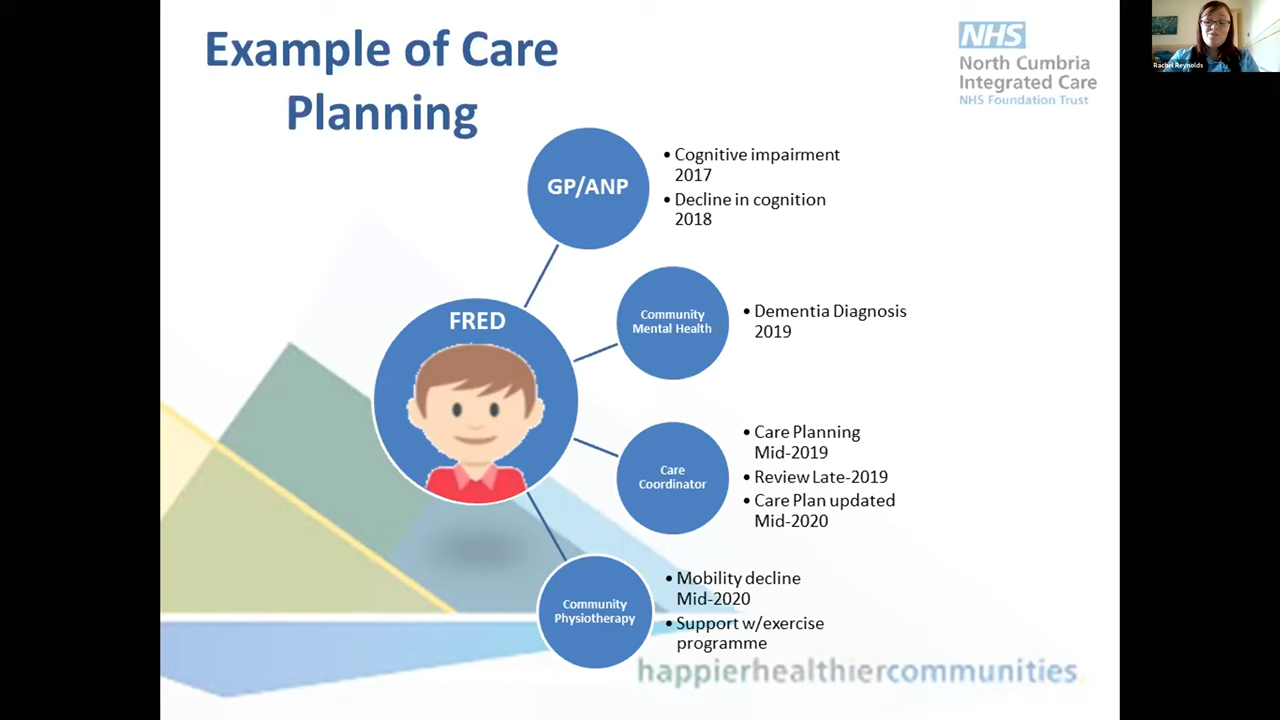 Example of Care
Planning
NHS
North Cumbria
Integrated Care
NHS Foundation Trust
Rachel Reynolds
GP/ANP
• Cognitive impairment
2017
• Decline in cognition
2018
FRED
Community
Mental Health
• Dementia Diagnosis
2019
Care
Coordinator
• Care Planning
Mid-2019
• Review Late-2019
• Care Plan updated
Mid-2020
Community
Physiotherapy
• Mobility decline
Mid-2020
• Support w/exercise
programme
happierhealthiercommunities.